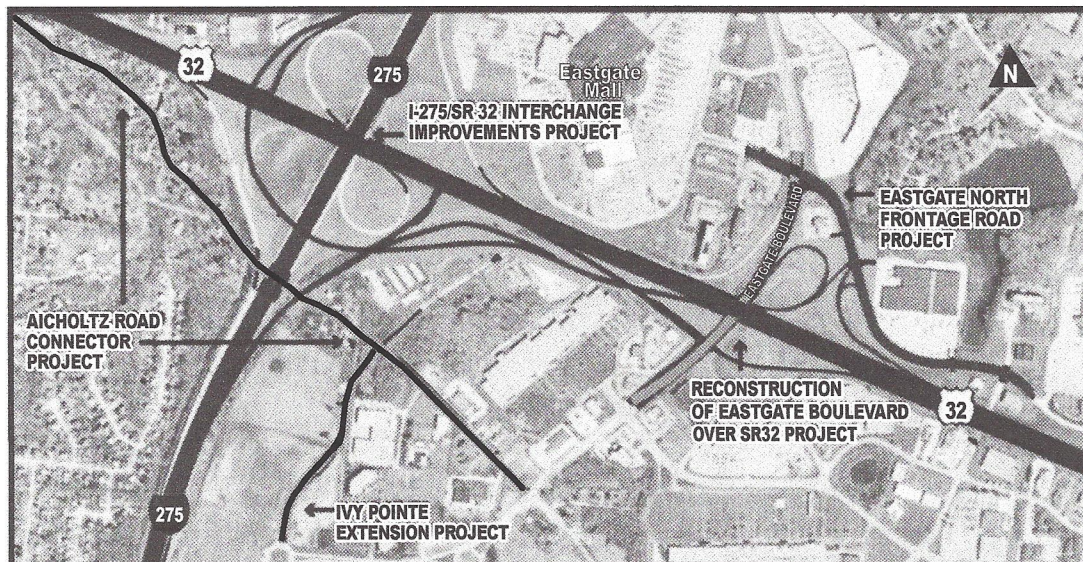 32
275
Eastgate
Mall
N
I-275/SR 32 INTERCHANGE
IMPROVEMENTS PROJECT
EASTGATE NORTH
FRONTAGE ROAD
PROJECT
EASTGATE BOULEVARD
AICHOLTZ ROAD
CONNECTOR
PROJECT
RECONSTRUCTION
OF EASTGATE BOULEVARD
OVER SR32 PROJECT
32
275
IVY POINTE
EXTENSION PROJECT